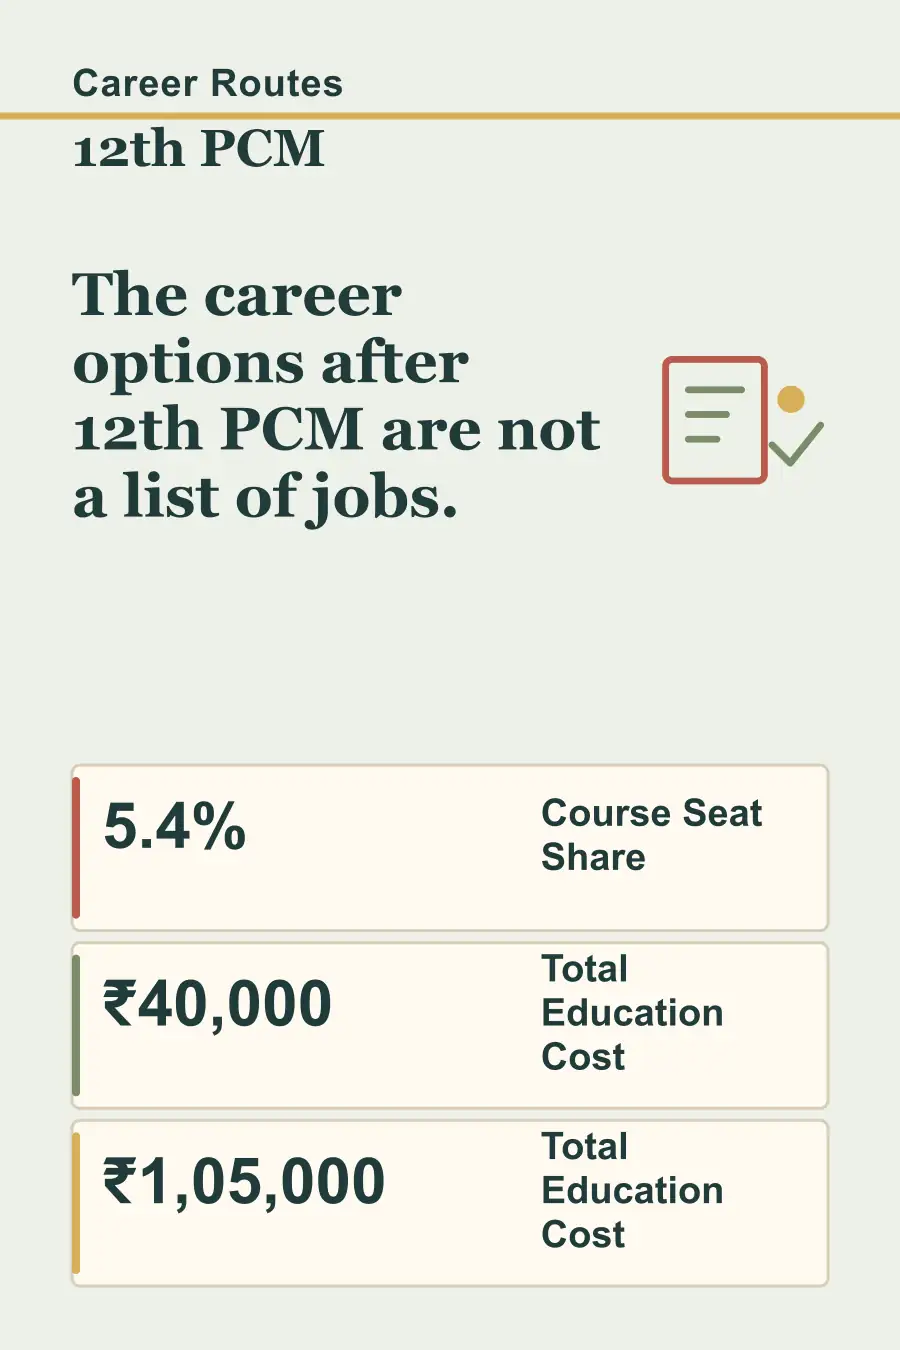 Career Routes
12th PCM
The career
options after
12th PCM are not
a list of jobs.
5.4%
Course Seat
Share
₹40,000
Total
Education
Cost
₹1,05,000
Total
Education
Cost